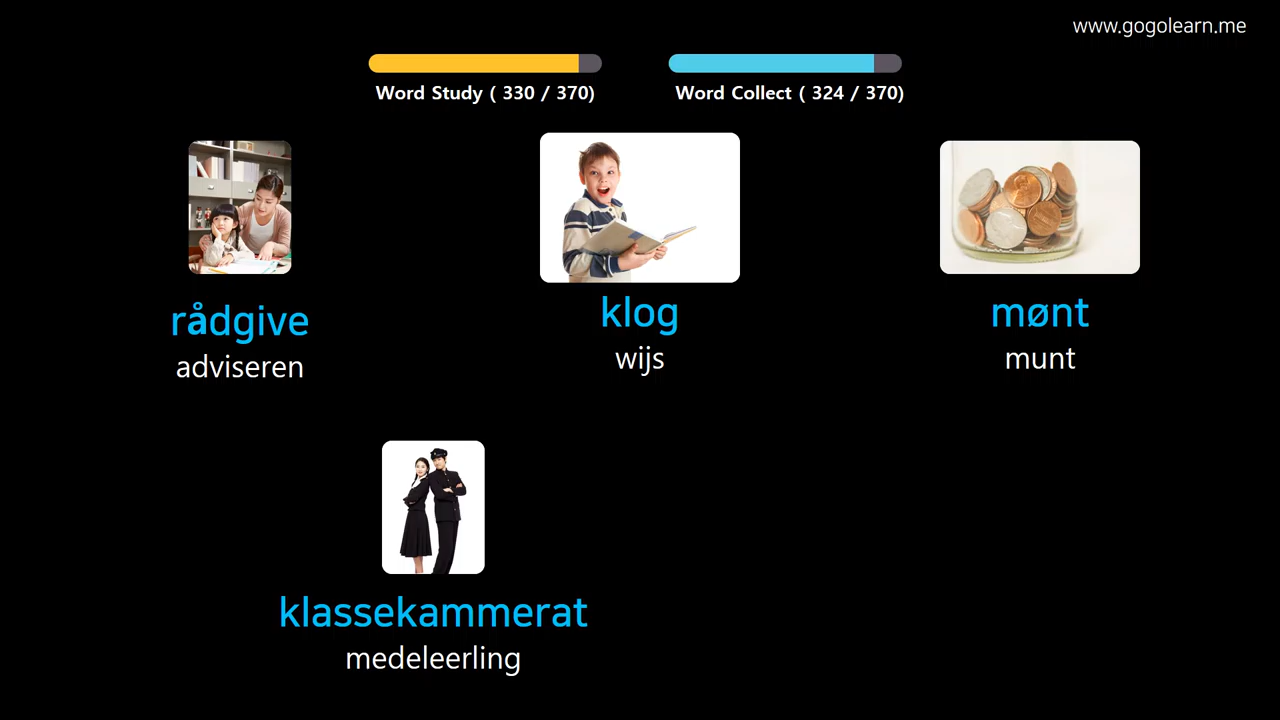 www.gogolearn.me
Word Study ( 330 / 370)
Word Collect ( 324 / 370)
rådgive
adviseren
klog
wijs
mønt
munt
klassekammerat
medeleerling